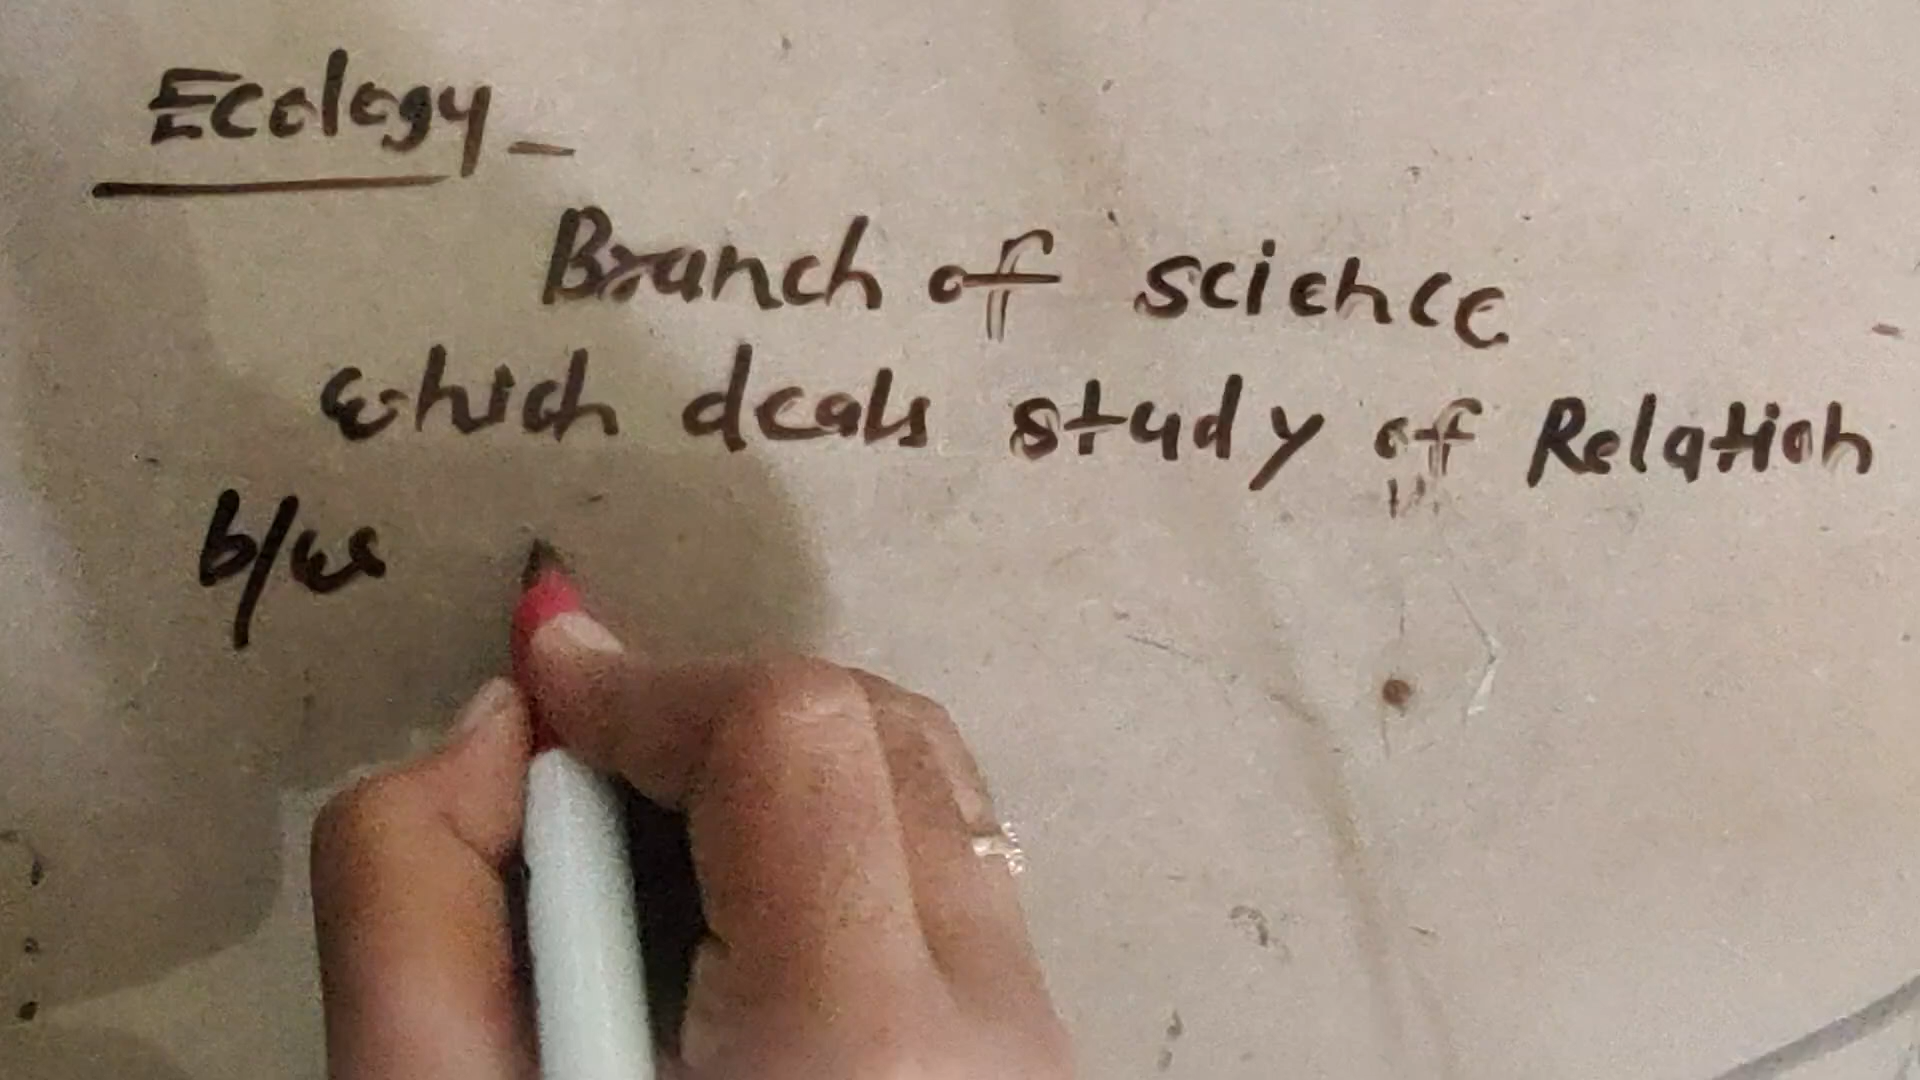 Ecology -
Branch of science
which deals study of Relation
b/w